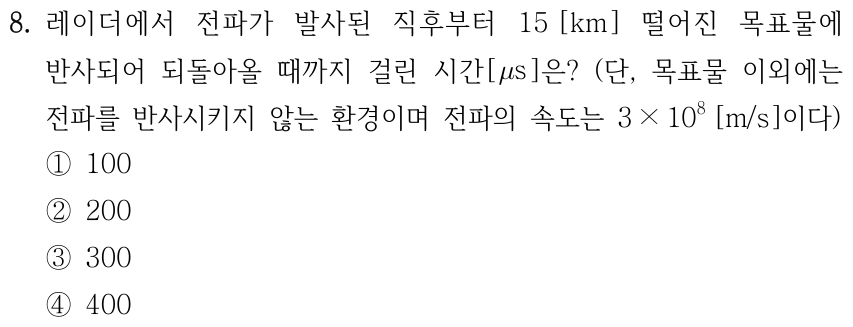 8. 레이더에서 전파가 발사된 직후부터 15 [km] 떨어진 목표물에
반사되어 되돌아올 때까지 걸린 시간[μs]은? (단, 목표물 이외에는
전파를 반사시키지 않는 환경이며 전파의 속도는 3 × 10⁸ [m/s]이다)
① 100
② 200
③ 300
④ 400